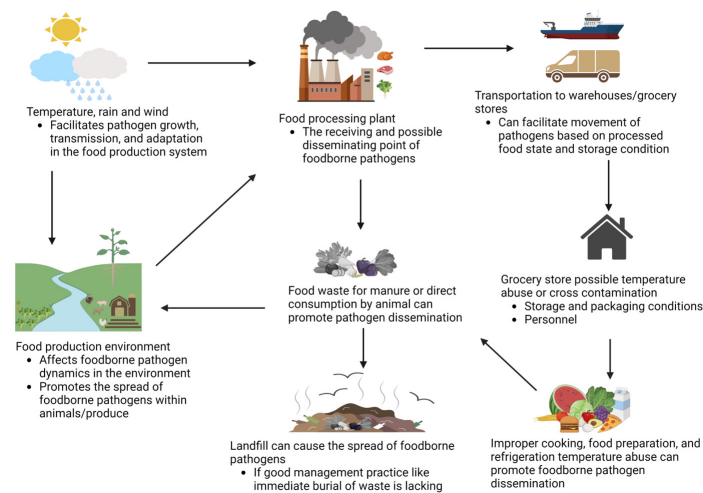 Temperature, rain and wind
• Facilitates pathogen growth,
transmission, and adaptation
in the food production system
Food processing plant
• The receiving and possible
disseminating point of
foodborne pathogens
Transportation to warehouses/grocery
stores
• Can facilitate movement of
pathogens based on processed
food state and storage condition
Food production environment
• Affects foodborne pathogen
dynamics in the environment
• Promotes the spread of
foodborne pathogens within
animals/produce
Food waste for manure or direct
consumption by animal can
promote pathogen dissemination
Grocery store possible temperature
abuse or cross contamination
• Storage and packaging conditions
• Personnel
Landfill can cause the spread of foodborne
pathogens
• If good management practice like
immediate burial of waste is lacking
Improper cooking, food preparation, and
refrigeration temperature abuse can
promote foodborne pathogen
dissemination